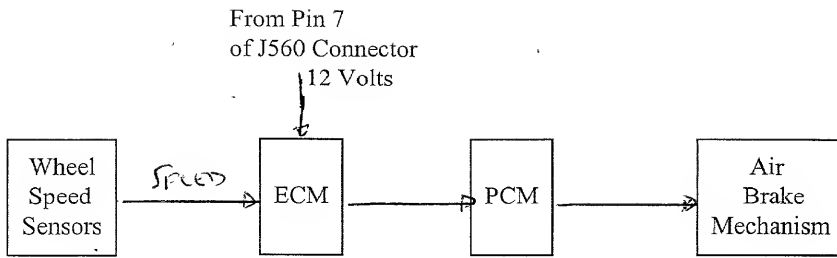 From Pin 7
of J560 Connector
12 Volts
Wheel
Speed
Sensors
SPEED
ECM
PCM
Air
Brake
Mechanism